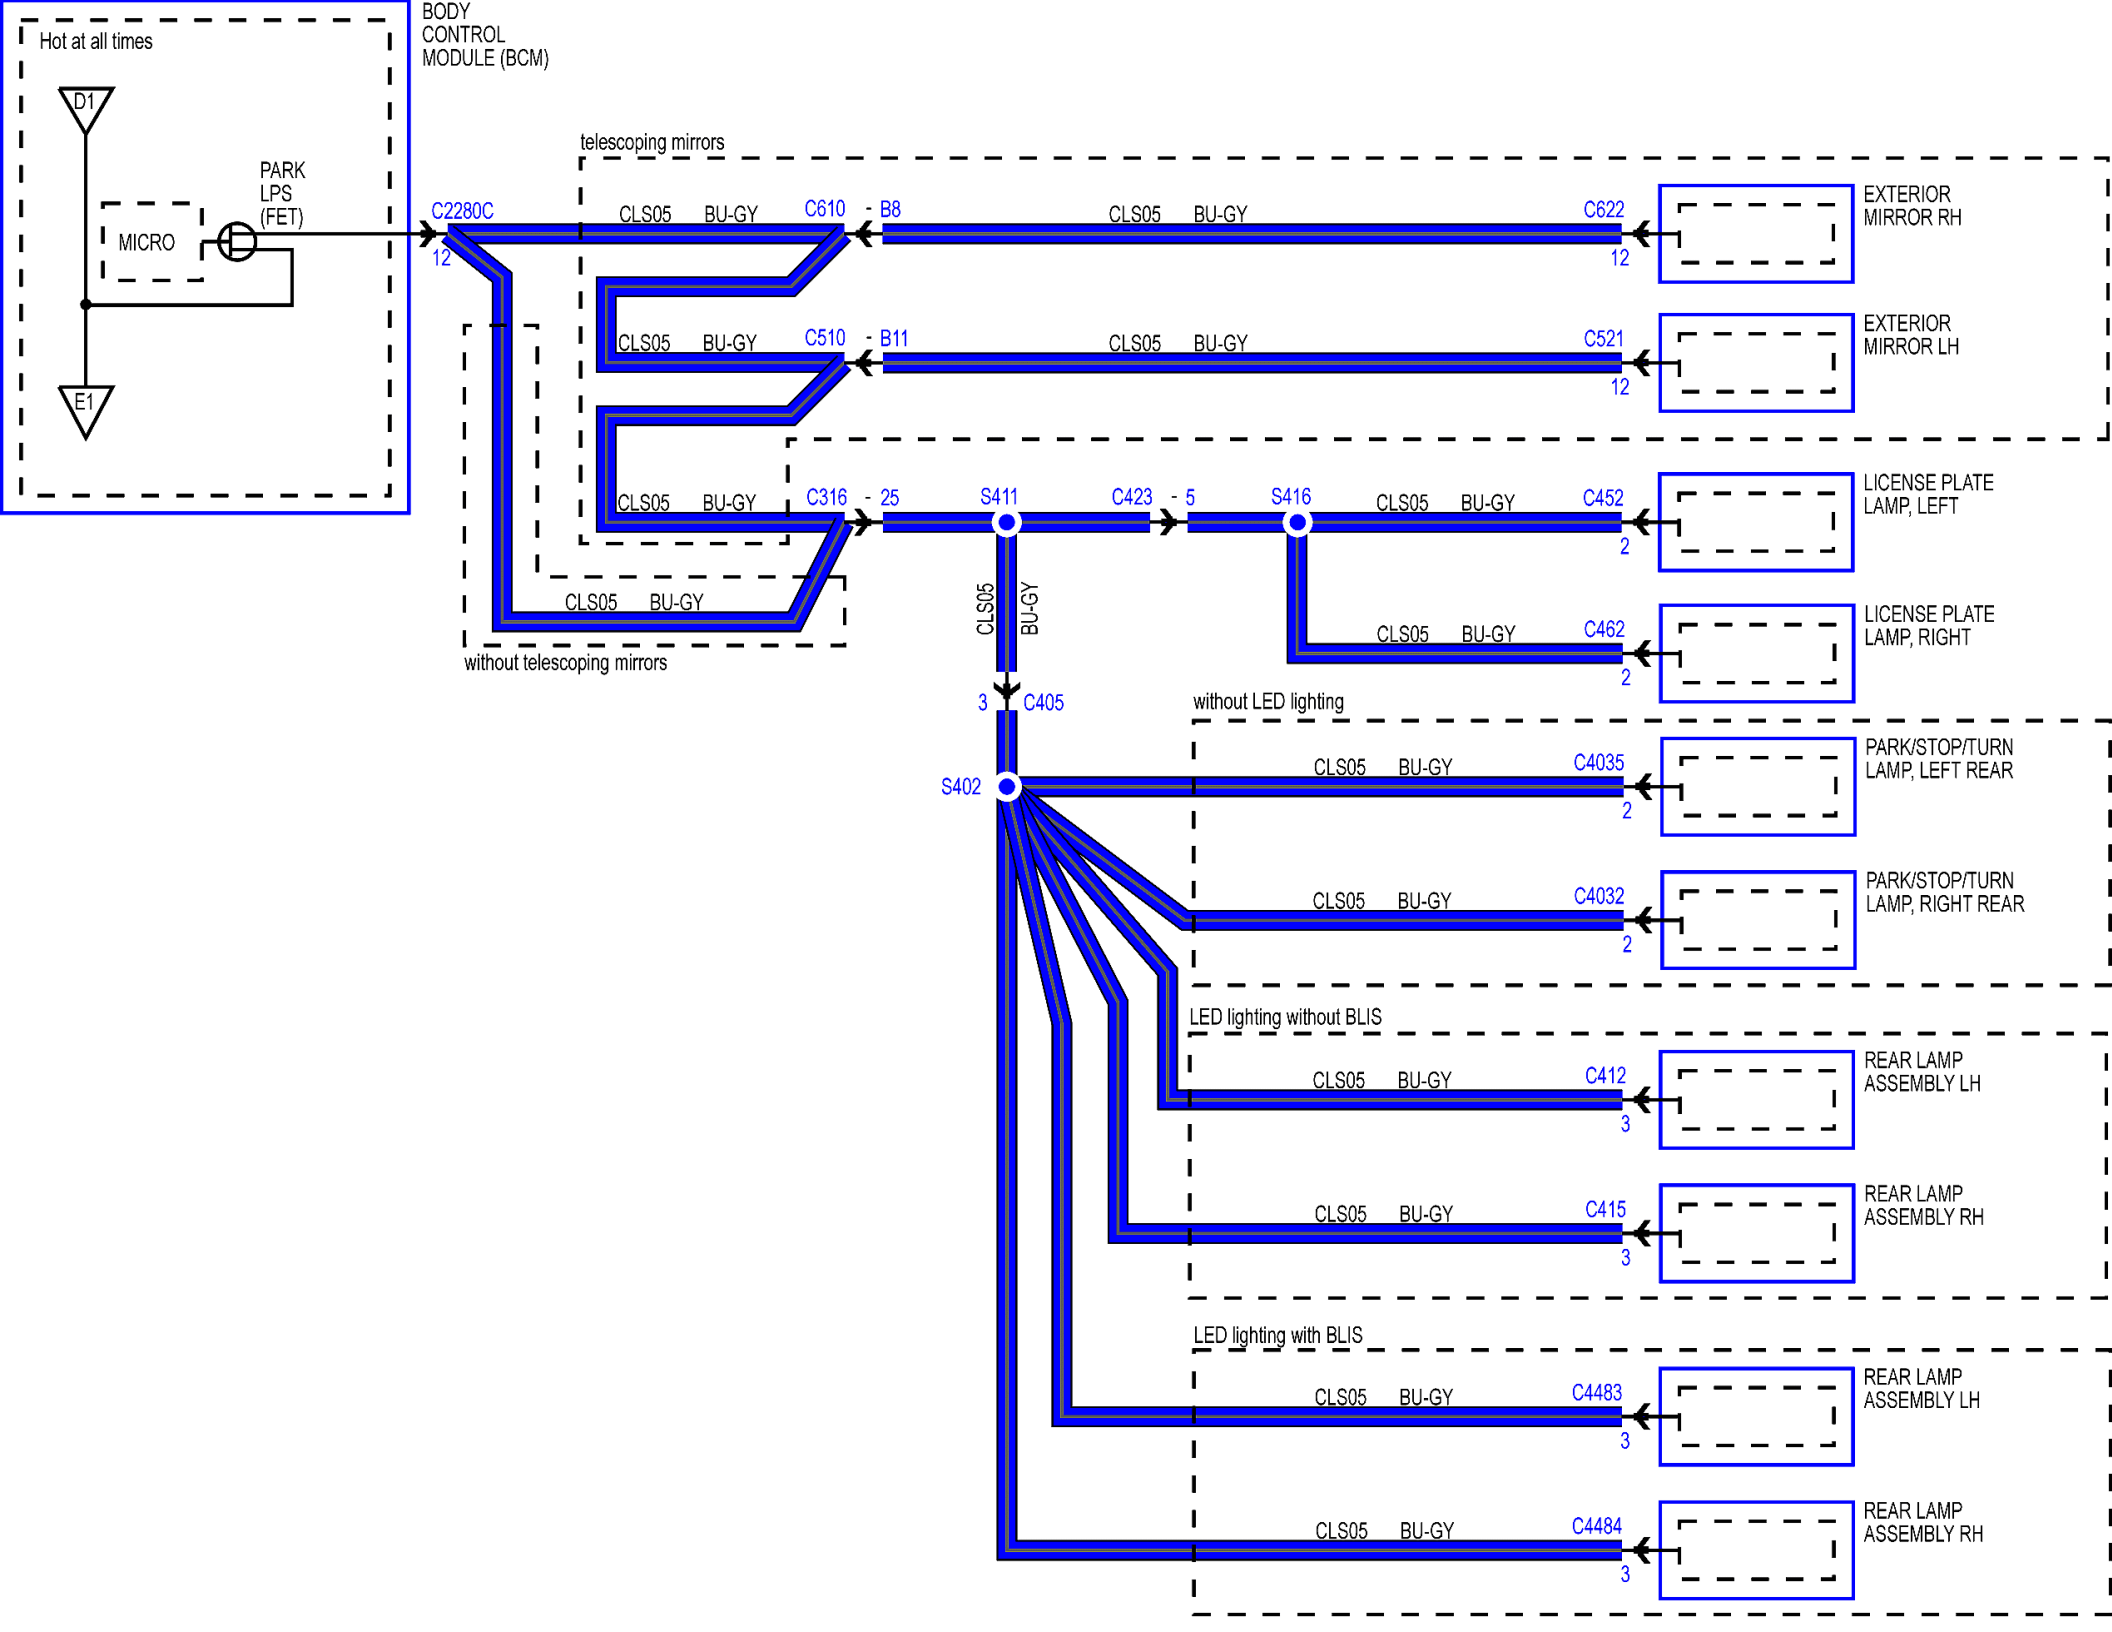 BODY
CONTROL
MODULE (BCM)
Hot at all times
D1
PARK
LPS
(FET)
MICRO
E1
C2280C
12
telescoping mirrors
CLS05 BU-GY
C610 - B8
CLS05 BU-GY
C622
12
EXTERIOR
MIRROR RH
CLS05 BU-GY
C510 - B11
CLS05 BU-GY
C521
12
EXTERIOR
MIRROR LH
CLS05 BU-GY
C316 - 25
S411
C423 - 5
S416
CLS05 BU-GY
C452
2
LICENSE PLATE
LAMP, LEFT
CLS05 BU-GY
without telescoping mirrors
CLS05 BU-GY
CLS05 BU-GY
C462
2
LICENSE PLATE
LAMP, RIGHT
3 C405
S402
without LED lighting
CLS05 BU-GY
C4035
2
PARK/STOP/TURN
LAMP, LEFT REAR
CLS05 BU-GY
C4032
2
PARK/STOP/TURN
LAMP, RIGHT REAR
LED lighting without BLIS
CLS05 BU-GY
C412
3
REAR LAMP
ASSEMBLY LH
CLS05 BU-GY
C415
3
REAR LAMP
ASSEMBLY RH
LED lighting with BLIS
CLS05 BU-GY
C4483
3
REAR LAMP
ASSEMBLY LH
CLS05 BU-GY
C4484
3
REAR LAMP
ASSEMBLY RH